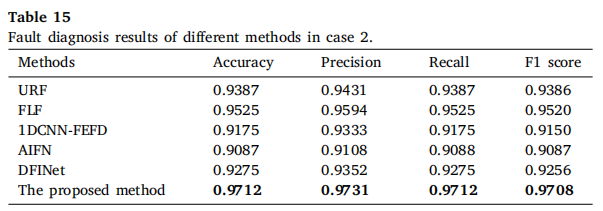 Table 15
Fault diagnosis results of different methods in case 2.
Methods Accuracy Precision Recall F1 score
URF 0.9387 0.9431 0.9387 0.9386
FLF 0.9525 0.9594 0.9525 0.9520
1DCNN-FEFD 0.9175 0.9333 0.9175 0.9150
AIFN 0.9087 0.9108 0.9088 0.9087
DFINet 0.9275 0.9352 0.9275 0.9256
The proposed method 0.9712 0.9731 0.9712 0.9708